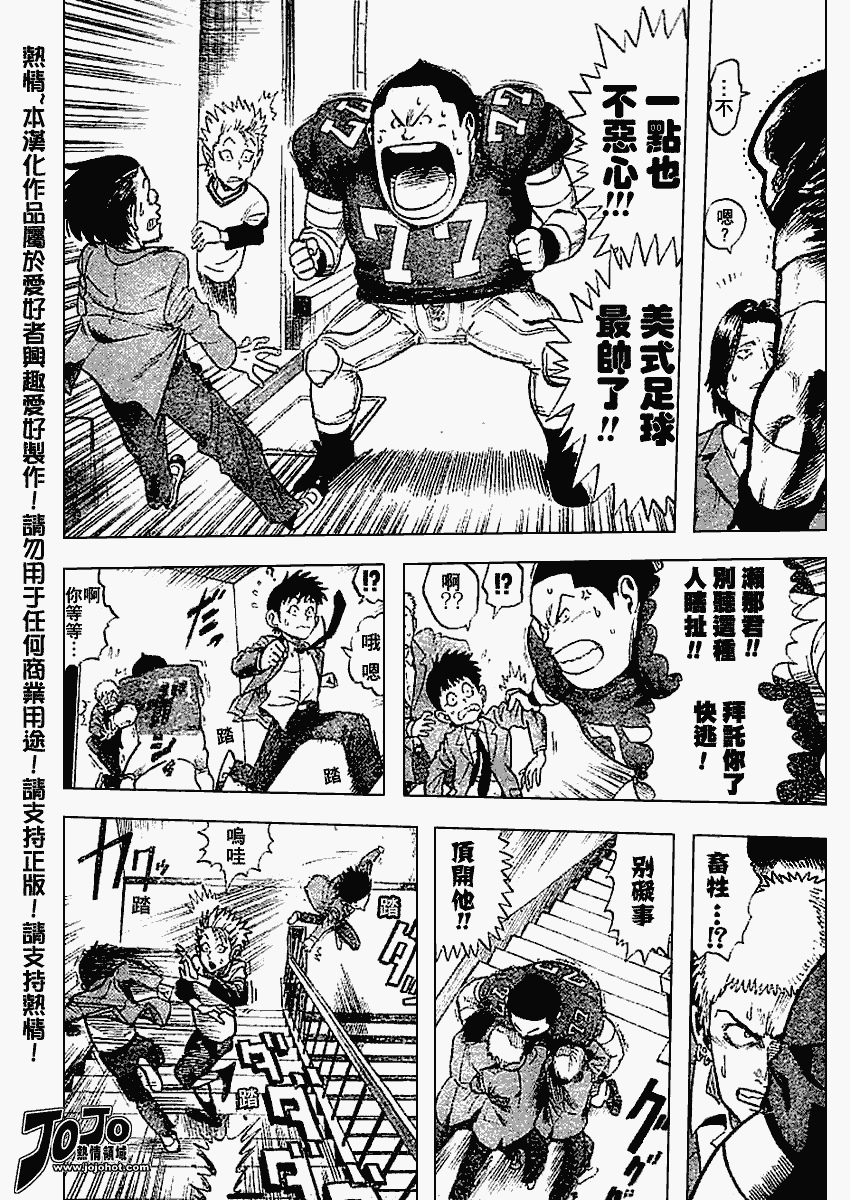 …不
嗯?
一點也
不惡心!!!
美式足球
最帥了!!
瀨那君!!
別聽這種
人瞎扯!!
拜託你了
快逃!
!?
啊??
!?
哦
嗯
踏
踏
啊
你等等…
畜牲…!?
別礙事
頂開他!!
嗚哇
踏
踏
踏
熱情、本漢化作品屬於愛好者興趣愛好製作!請勿用于任何商業用途!請支持正版!請支持熱情!
JOJO
熱情領域
www.jojohot.com